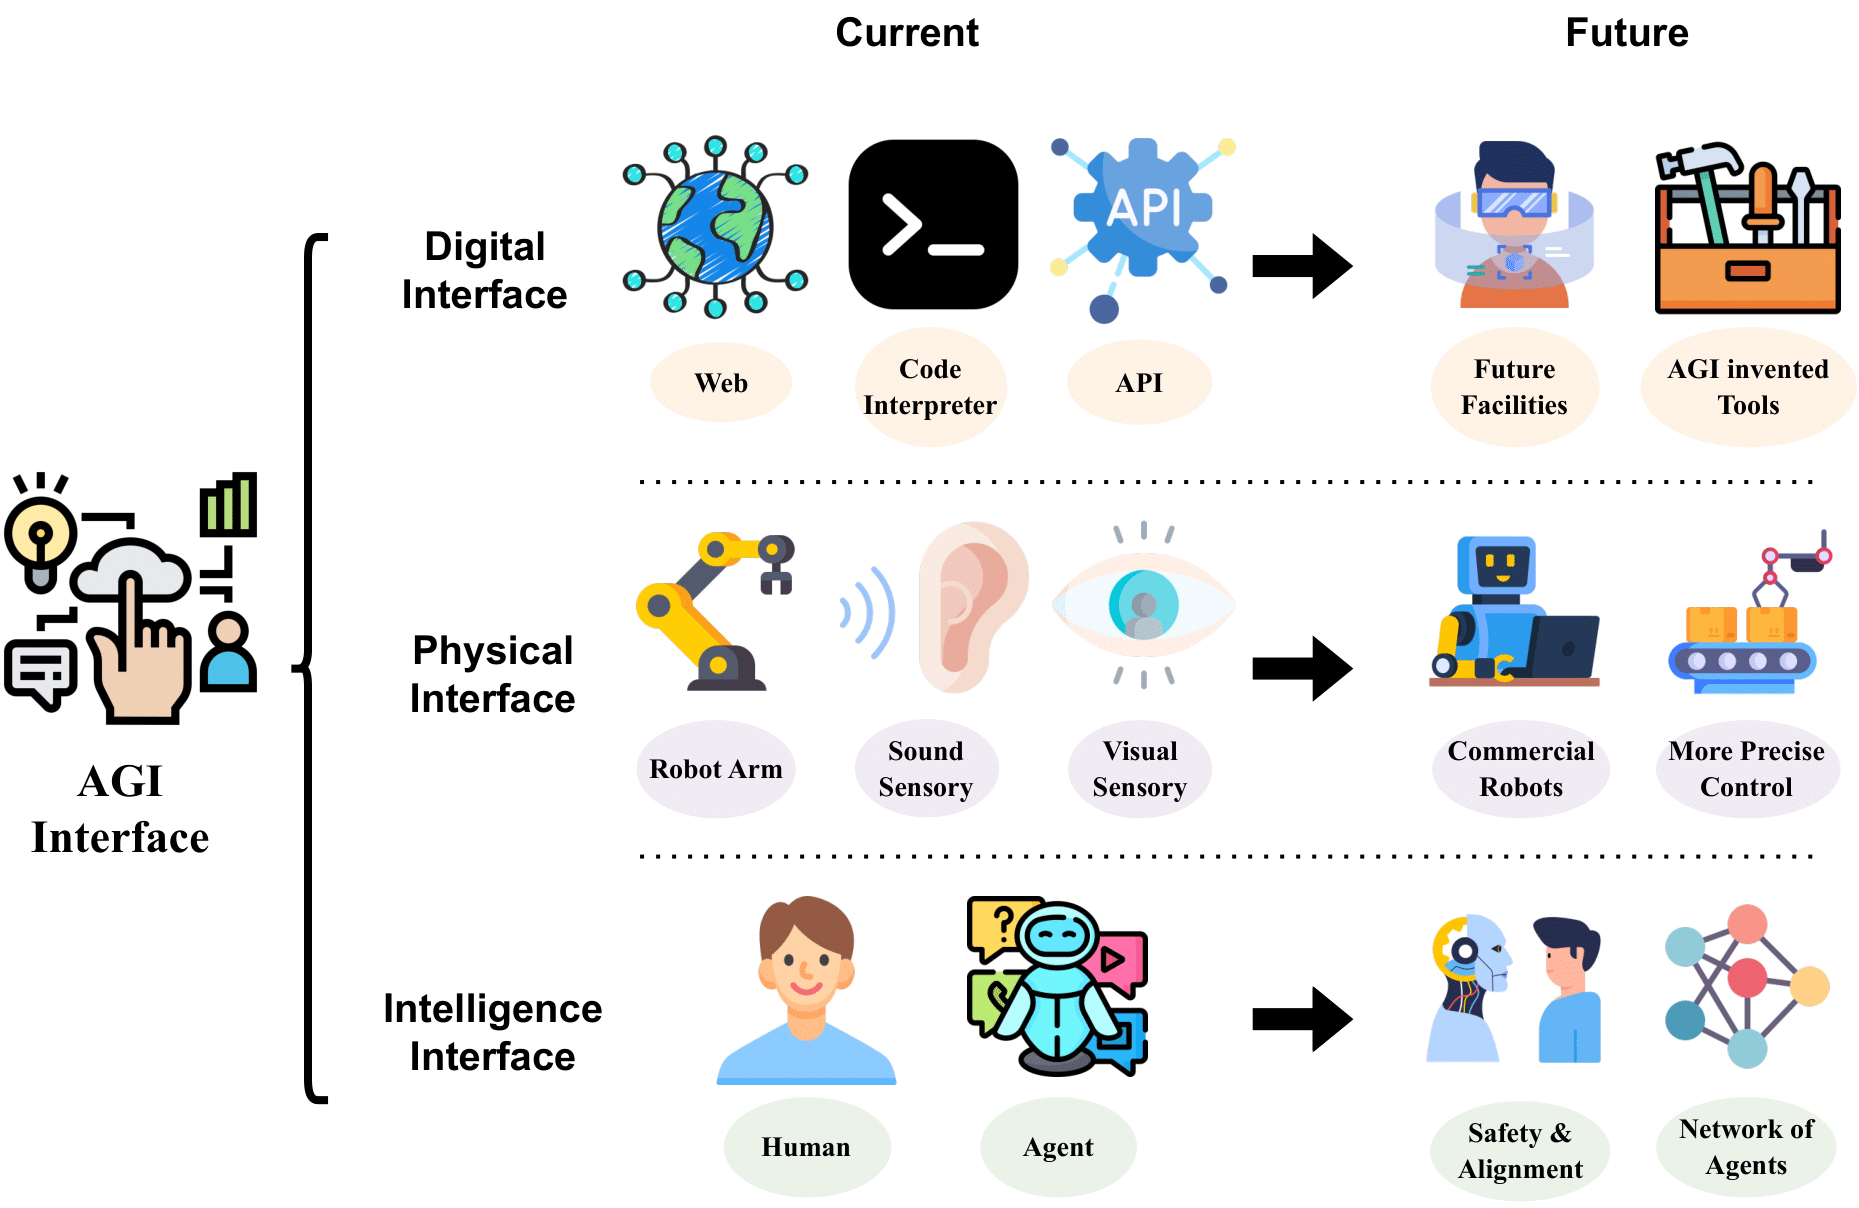 Current
Future
Digital
Interface
API
Web
Code
Interpreter
API
Future
Facilities
AGI invented
Tools
Physical
Interface
Robot Arm
Sound
Sensory
Visual
Sensory
Commercial
Robots
More Precise
Control
AGI
Interface
Intelligence
Interface
Human
Agent
Safety &
Alignment
Network of
Agents